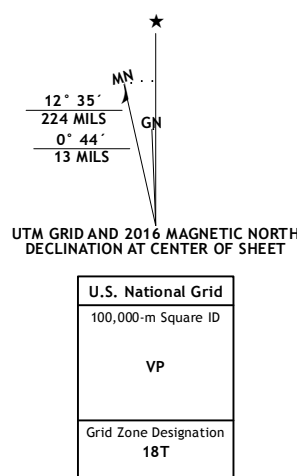 MN
GN
12° 35´
224 MILS
0° 44´
13 MILS
UTM GRID AND 2016 MAGNETIC NORTH
DECLINATION AT CENTER OF SHEET
U.S. National Grid
100,000-m Square ID
VP
Grid Zone Designation
18T